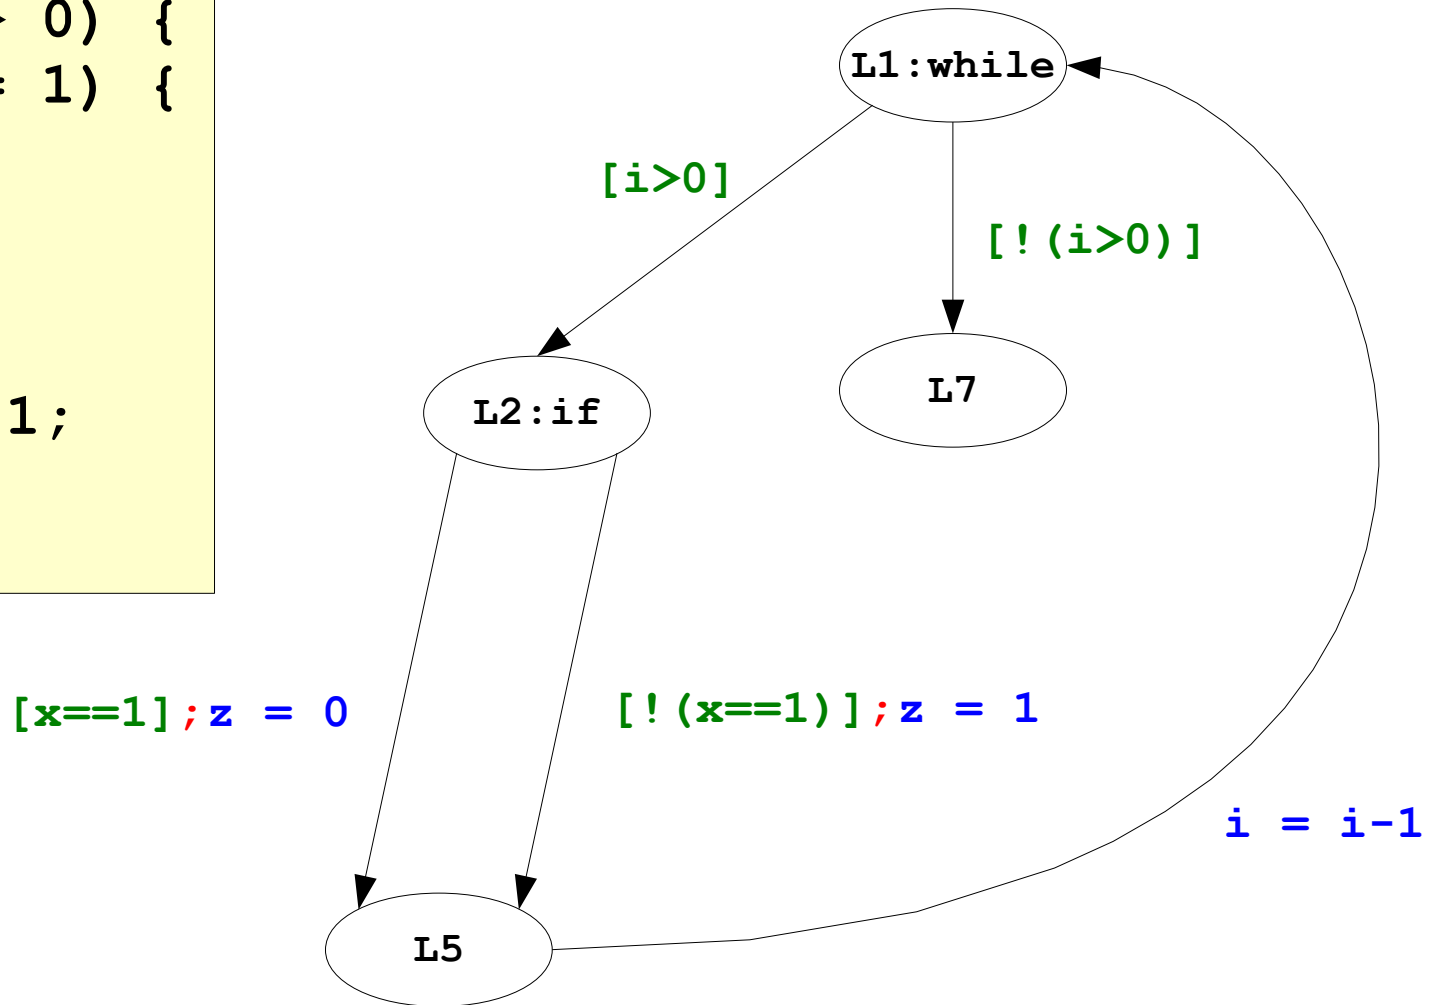 > 0) {
= 1) {
1;
L1:while
[i>0]
[!(i>0)]
L7
L2:if
[x==1];z = 0
[!(x==1)];z = 1
i = i-1
L5